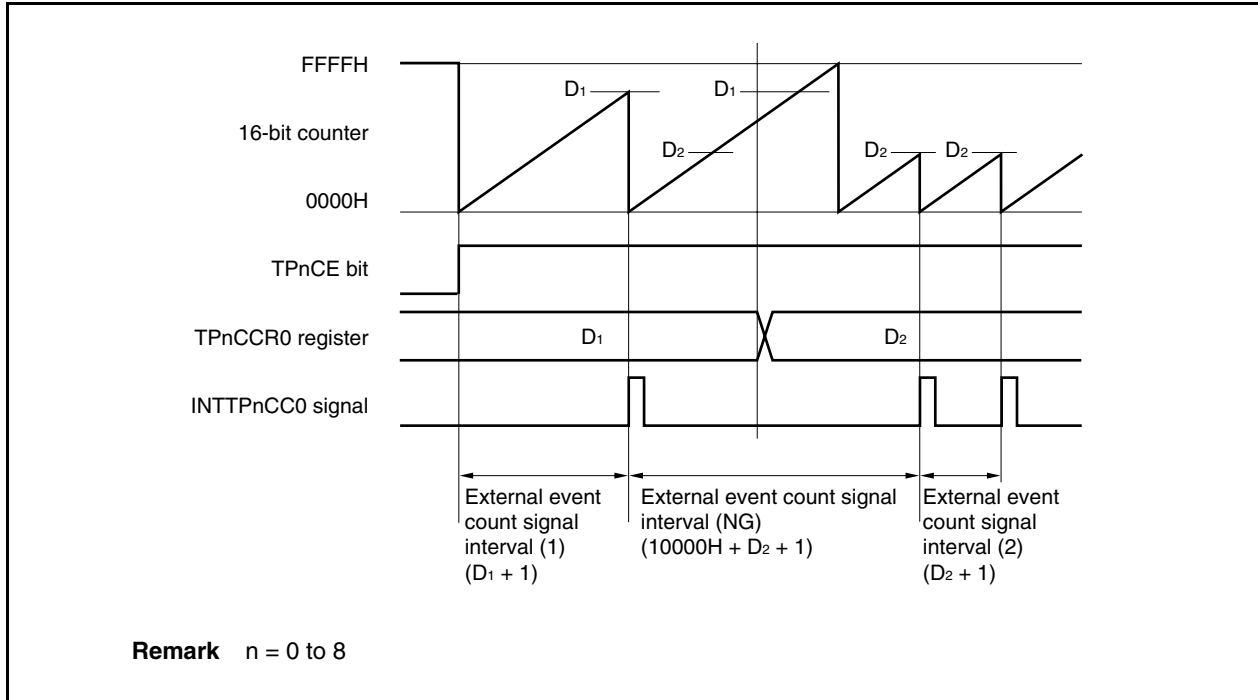 FFFFH
D1
D1
16-bit counter
D2
D2
D2
0000H
TPnCE bit
TPnCCR0 register
D1
D2
INTTPnCC0 signal
External event
count signal
interval (1)
(D1 + 1)
External event count signal
interval (NG)
(10000H + D2 + 1)
External event
count signal
interval (2)
(D2 + 1)
Remark n = 0 to 8